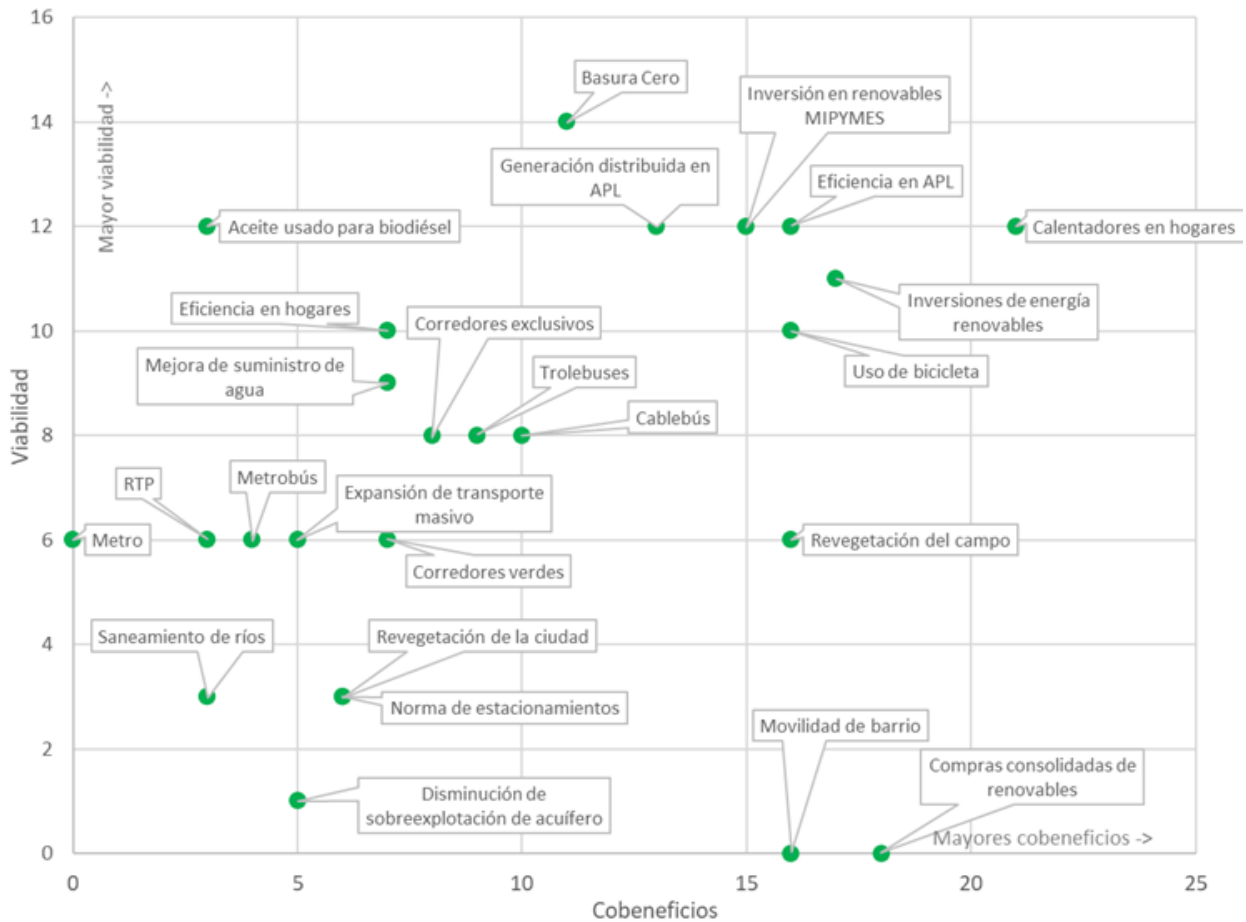 16
14
12
10
8
6
4
2
0
Viabilidad
Mayor viabilidad ->
Basura Cero
Inversión en renovables
MIPYMES
Generación distribuida en
APL
Eficiencia en APL
Aceite usado para biodiésel
Calentadores en hogares
Eficiencia en hogares
Corredores exclusivos
Inversiones de energía
renovables
Mejora de suministro de
agua
Trolebuses
Uso de bicicleta
Cablebús
RTP
Metrobús
Expansión de transporte
masivo
Metro
Revegetación del campo
Corredores verdes
Saneamiento de ríos
Revegetación de la ciudad
Norma de estacionamientos
Movilidad de barrio
Compras consolidadas de
renovables
Disminución de
sobreexplotación de acuífero
Mayores cobeneficios ->
0 5 10 15 20 25
Cobeneficios